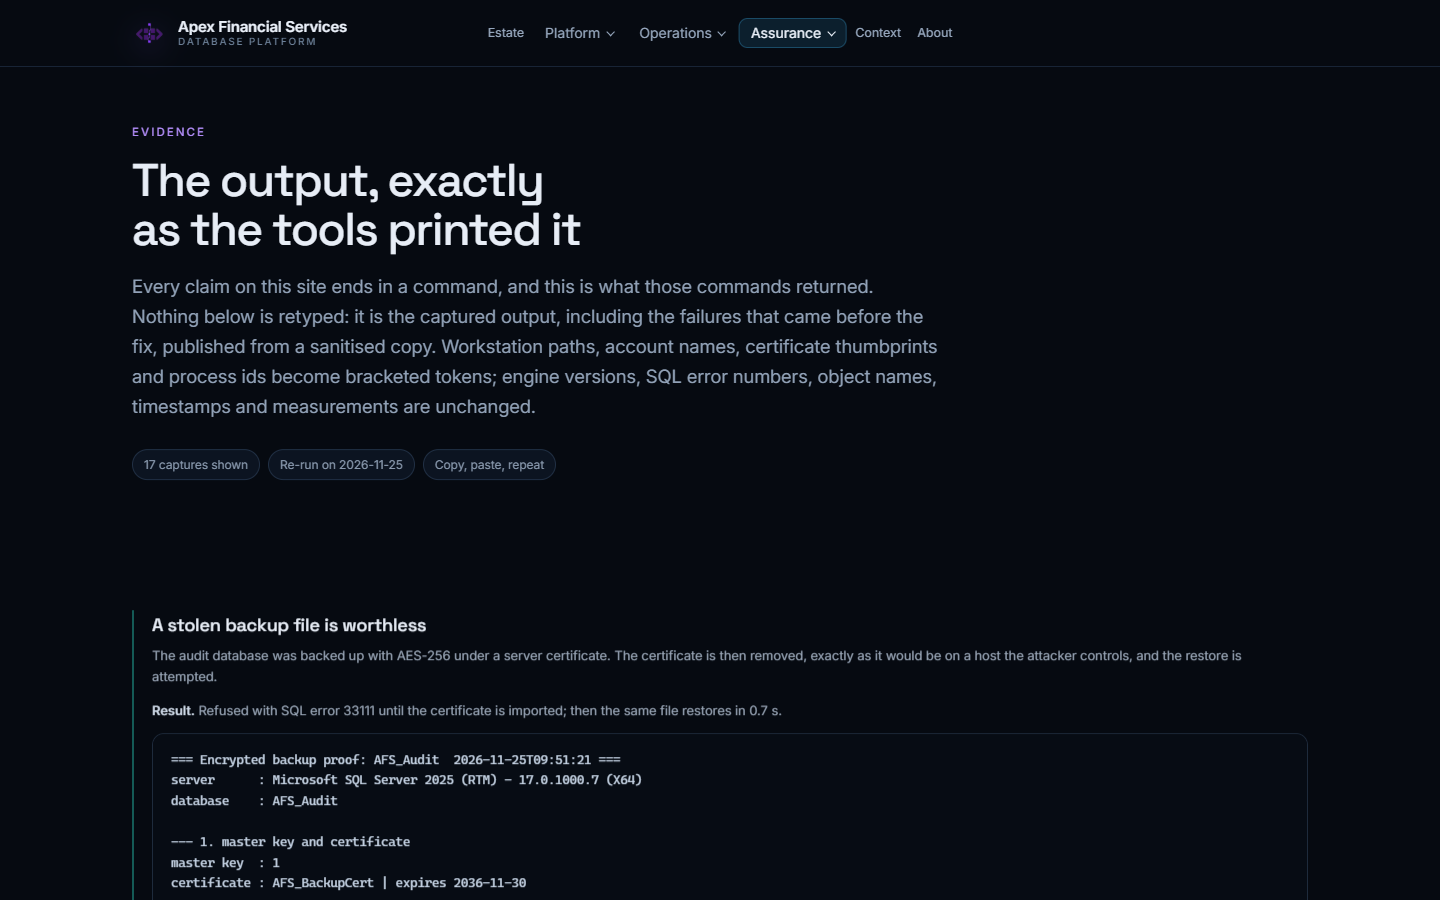 Apex Financial Services
DATABASE PLATFORM
Estate
Platform
Operations
Assurance
Context
About
EVIDENCE
The output, exactly
as the tools printed it
Every claim on this site ends in a command, and this is what those commands returned.
Nothing below is retyped: it is the captured output, including the failures that came before the
fix, published from a sanitised copy. Workstation paths, account names, certificate thumbprints
and process ids become bracketed tokens; engine versions, SQL error numbers, object names,
timestamps and measurements are unchanged.
17 captures shown
Re-run on 2026-11-25
Copy, paste, repeat
A stolen backup file is worthless
The audit database was backed up with AES-256 under a server certificate. The certificate is then removed, exactly as it would be on a host the attacker controls, and the restore is
attempted.
Result. Refused with SQL error 33111 until the certificate is imported; then the same file restores in 0.7 s.
=== Encrypted backup proof: AFS_Audit  2026-11-25T09:51:21 ===
server      : Microsoft SQL Server 2025 (RTM) - 17.0.1000.7 (X64)
database    : AFS_Audit
--- 1. master key and certificate
master key  : 1
certificate : AFS_BackupCert | expires 2036-11-30